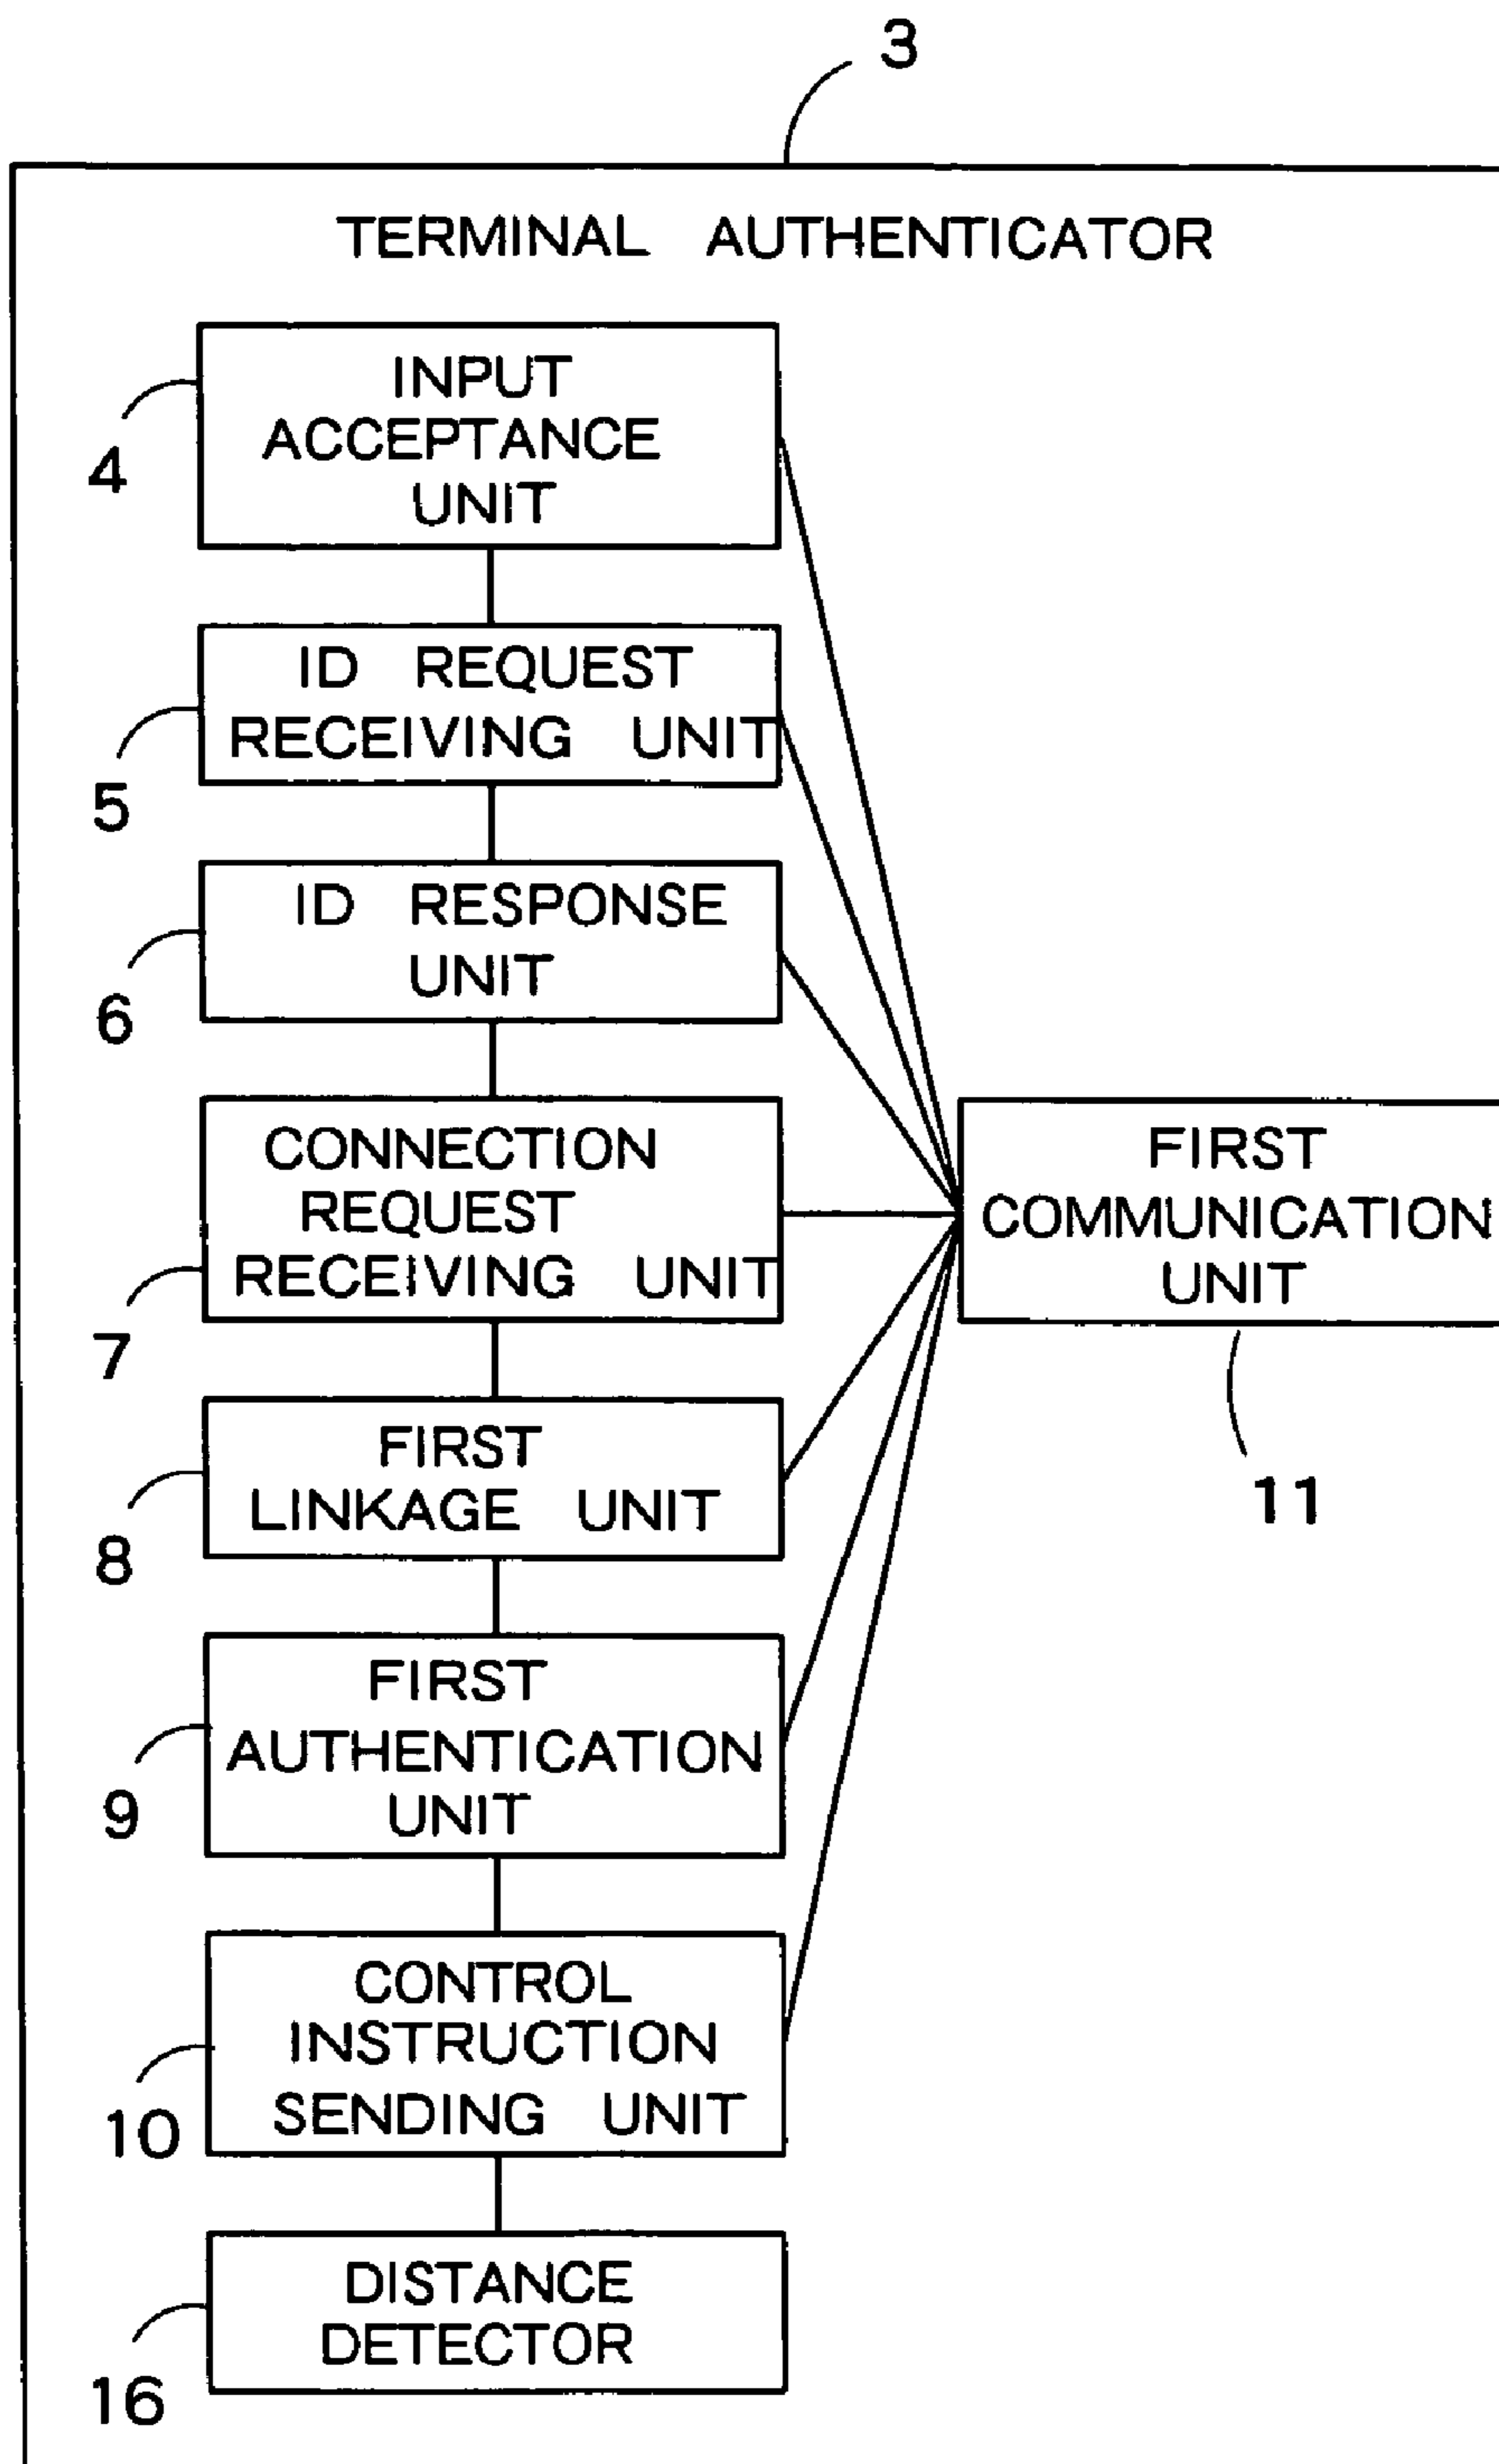 3
TERMINAL AUTHENTICATOR
INPUT
ACCEPTANCE
UNIT
4
ID REQUEST
RECEIVING UNIT
5
ID RESPONSE
UNIT
6
CONNECTION
REQUEST
RECEIVING UNIT
7
FIRST
COMMUNICATION
UNIT
11
FIRST
LINKAGE UNIT
8
FIRST
AUTHENTICATION
UNIT
9
CONTROL
INSTRUCTION
SENDING UNIT
10
DISTANCE
DETECTOR
16